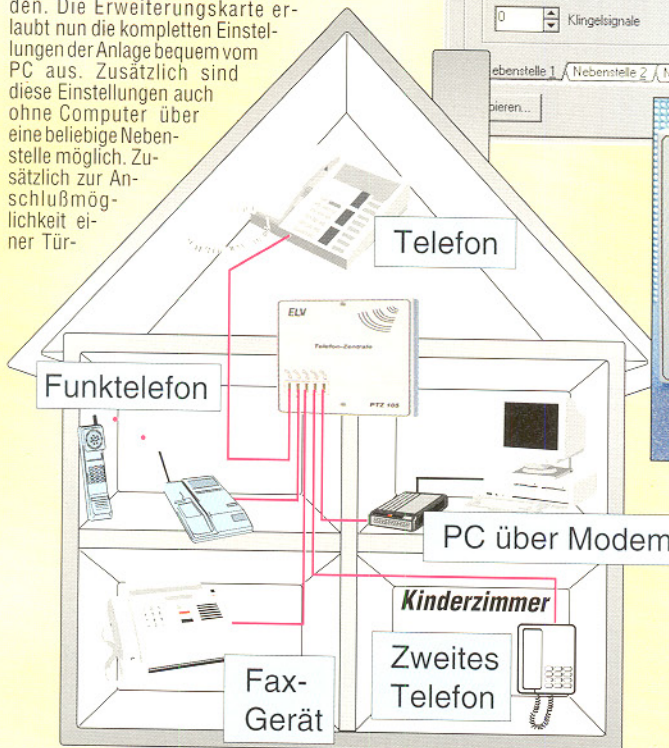 den. Die Erweiterungskarte er-
laubt nun die kompletten Einstel-
lungen der Anlage bequem vom
PC aus. Zusätzlich sind
diese Einstellungen auch
ohne Computer über
eine beliebige Neben-
stelle möglich. Zu-
sätzlich zur An-
schlußmög-
lichkeit ei-
ner Tür-
0
Klingelsignale
ebenstelle 1
Nebenstelle 2
N
pieren...
Telefon
ELV
Telefon-Zentrale
PTZ 105
Funktelefon
PC über Modem
Kinderzimmer
Zweites
Telefon
Fax-
Gerät